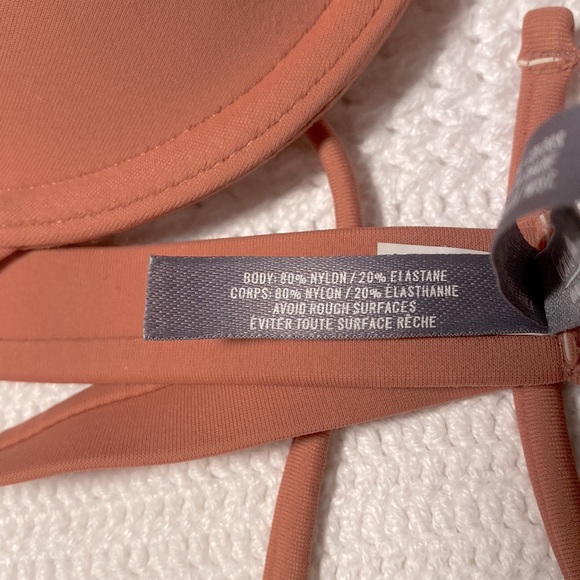 BODY: 80% NYLON / 20% ELASTANE
CORPS: 80% NYLON / 20% ÉLASTHANNE
AVOID ROUGH SURFACES
ÉVITER TOUTE SURFACE RÊCHE